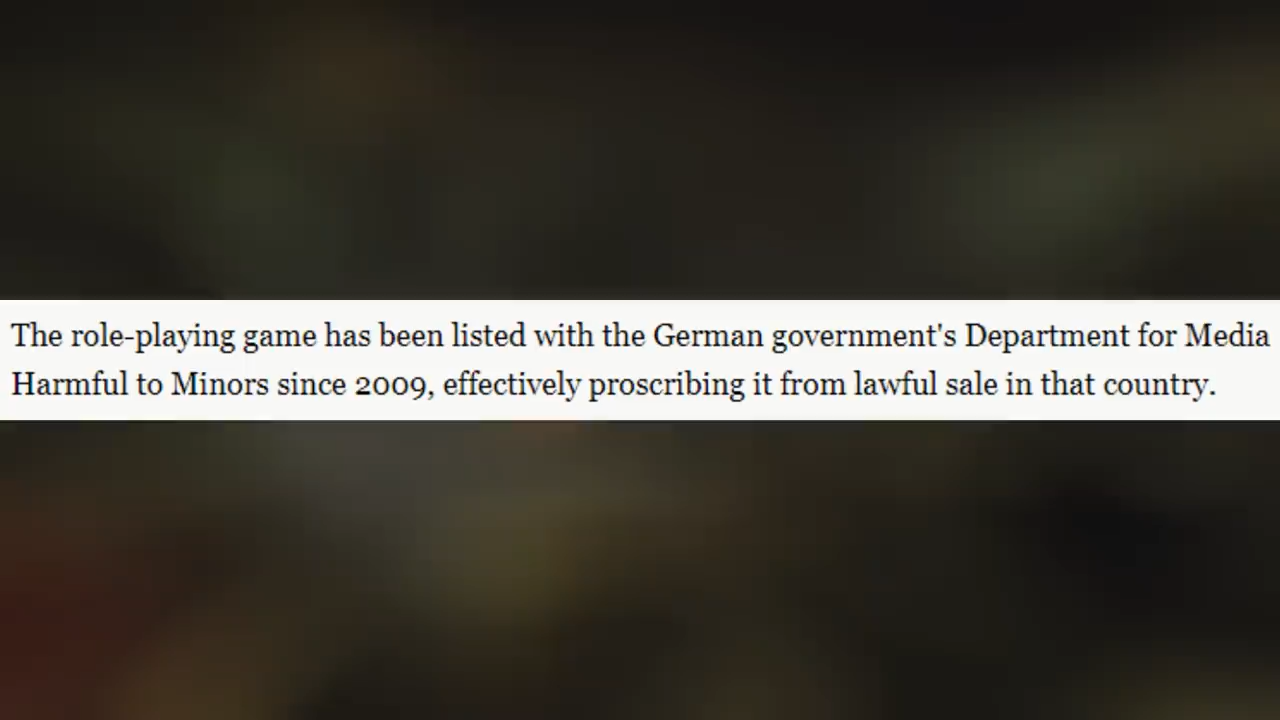 The role-playing game has been listed with the German government's Department for Media
Harmful to Minors since 2009, effectively proscribing it from lawful sale in that country.